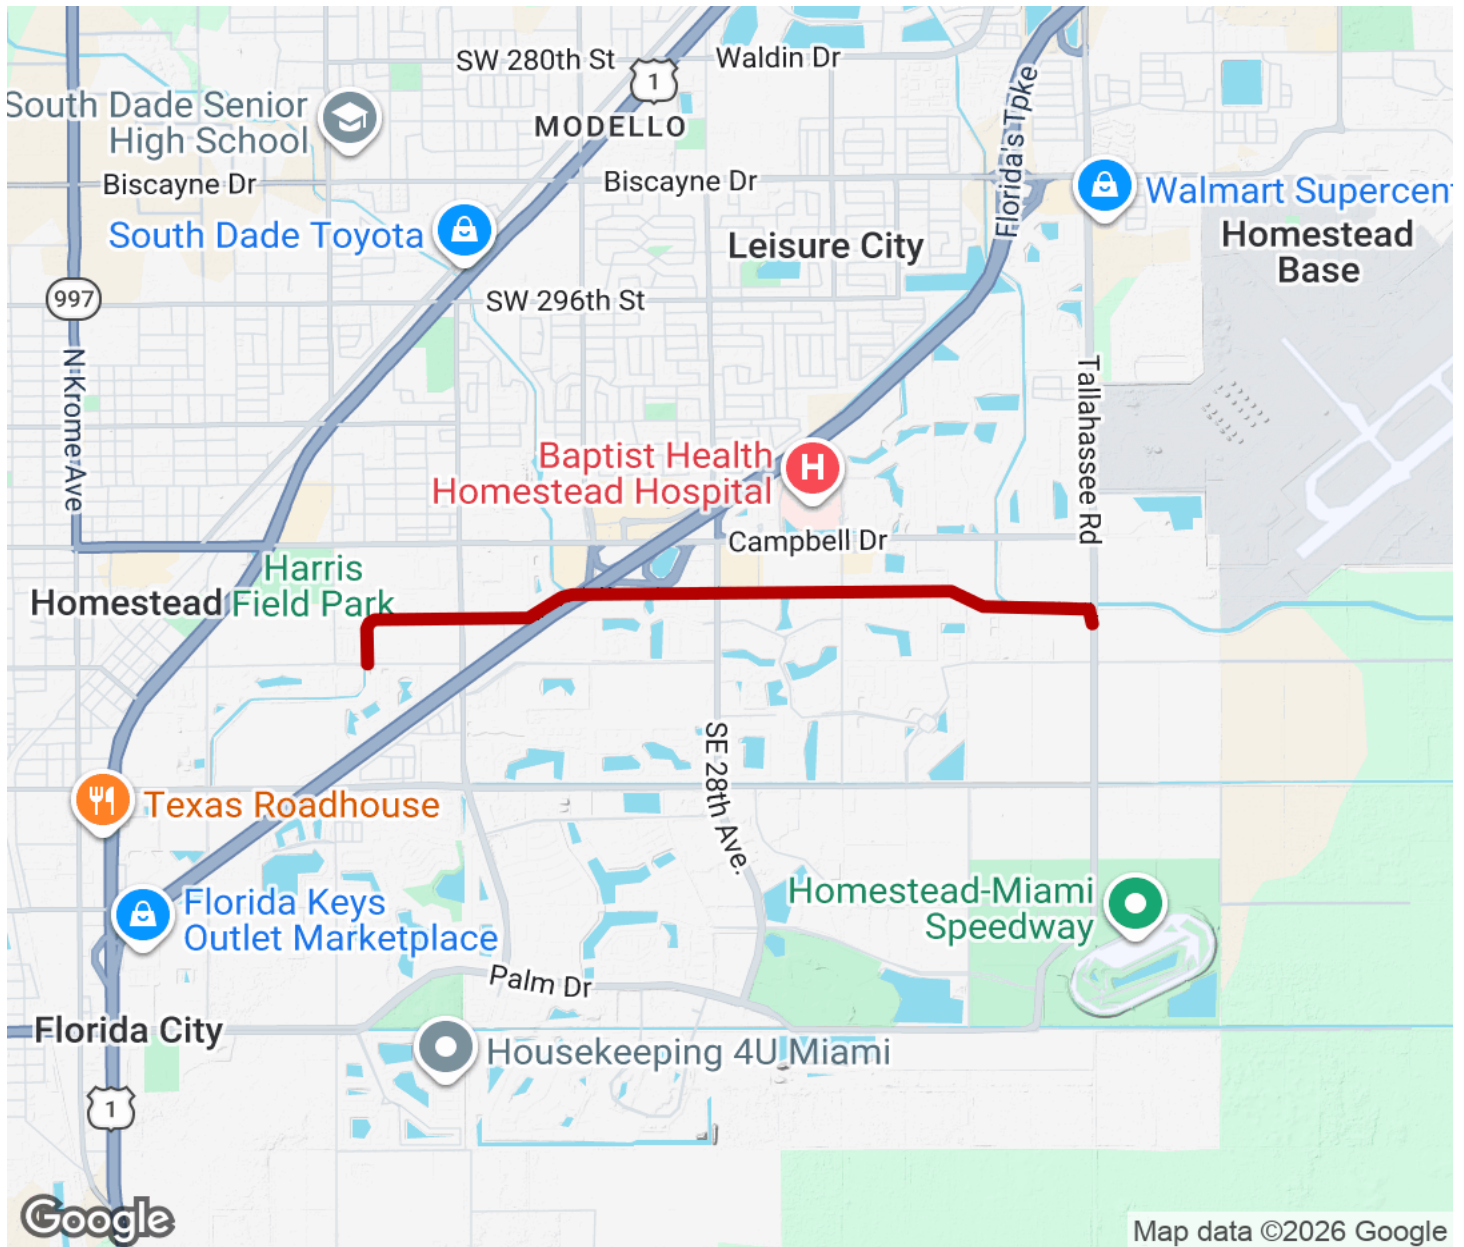 SW 280th St
Waldin Dr
1
South Dade Senior
High School
MODELLO
Florida's Tpke
Biscayne Dr
Biscayne Dr
Walmart Supercent
South Dade Toyota
Leisure City
Homestead
Base
997
SW 296th St
N Krome Ave
Tallahassee Rd
Baptist Health
Homestead Hospital
H
Campbell Dr
Harris
Field Park
Homestead
SE 28th Ave.
Texas Roadhouse
Florida Keys
Outlet Marketplace
Homestead-Miami
Speedway
Palm Dr
Florida City
Housekeeping 4U Miami
1
Google
Map data ©2026 Google